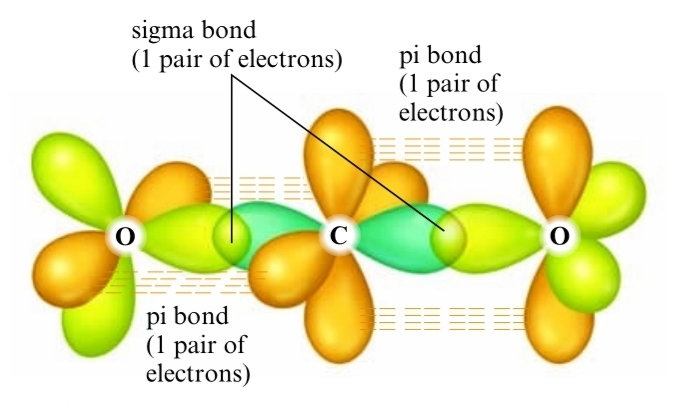 sigma bond
(1 pair of electrons)
pi bond
(1 pair of
electrons)
O
C
O
pi bond
(1 pair of
electrons)